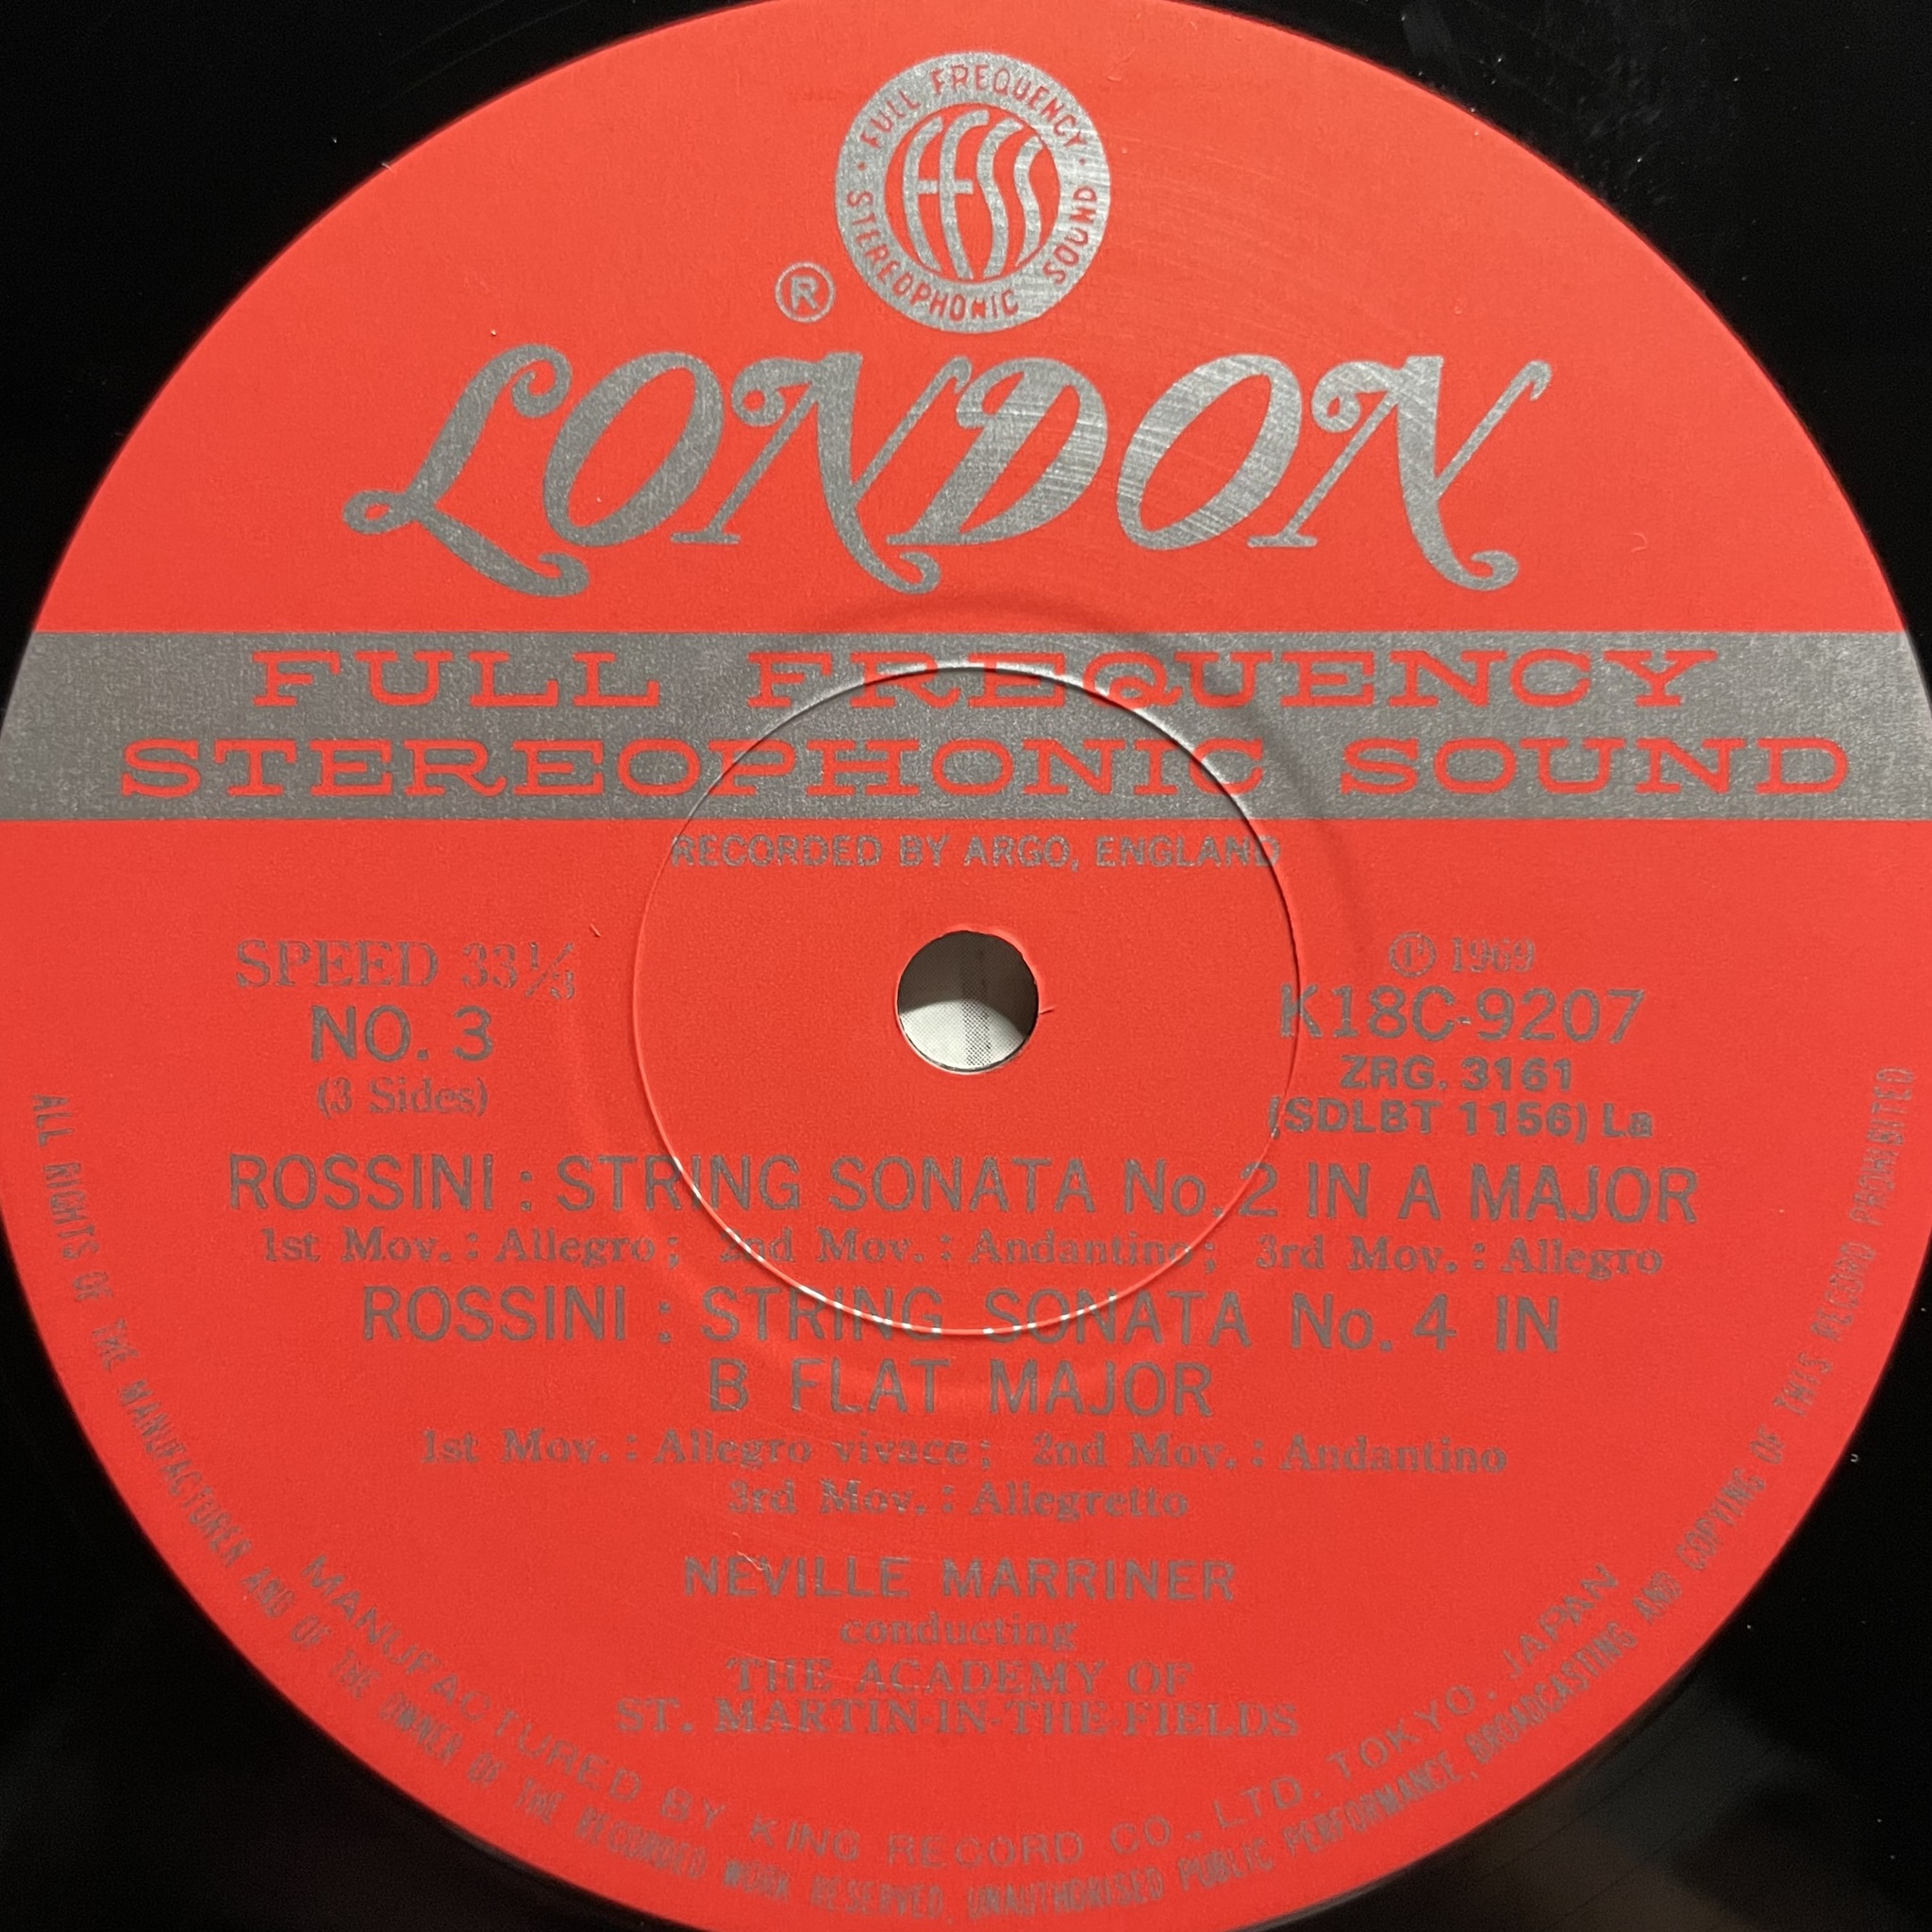 · FULL FREQUENCY · STEREOPHONIC SOUND
ffss
®
LONDON
FULL FREQUENCY
STEREOPHONIC SOUND
RECORDED BY ARGO, ENGLAND
SPEED 33⅓
NO. 3
(3 Sides)
Ⓟ 1969
K18C-9207
ZRG. 3161
(SDLBT 1156) La
ROSSINI : STRING SONATA No. 2 IN A MAJOR
1st Mov. : Allegro ; 2nd Mov. : Andantino ; 3rd Mov. : Allegro
ROSSINI : STRING SONATA No. 4 IN
B FLAT MAJOR
1st Mov. : Allegro vivace ; 2nd Mov. : Andantino
3rd Mov. : Allegretto
NEVILLE MARRINER
conducting
THE ACADEMY OF
ST. MARTIN-IN-THE-FIELDS
MANUFACTURED BY KING RECORD CO., LTD. TOKYO, JAPAN
ALL RIGHTS OF THE MANUFACTURER AND OF THE OWNER OF THE RECORDED WORK RESERVED. UNAUTHORISED PUBLIC PERFORMANCE, BROADCASTING AND COPYING OF THIS RECORD PROHIBITED